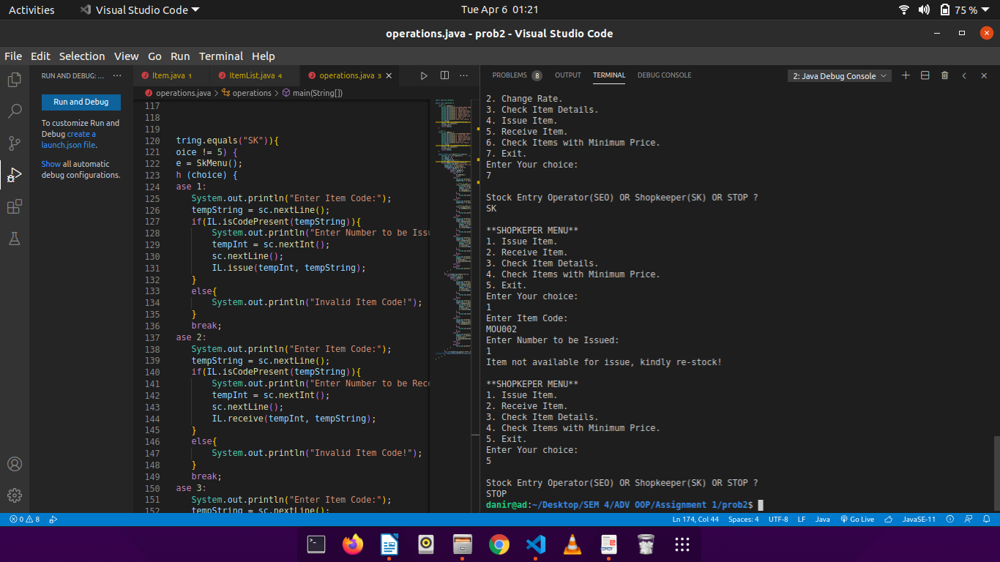 Activities
Visual Studio Code
Tue Apr 6 01:21
75 %
operations.java - prob2 - Visual Studio Code
File Edit Selection View Go Run Terminal Help
RUN AND DEBUG: ...
Run and Debug
To customize Run and
Debug create a
launch.json file.
Show all automatic
debug configurations.
Item.java 1
ItemList.java 4
operations.java 3
operations.java > operations > main(String[])
117
118
119
120 tring.equals("SK")){
121 oice != 5) {
122 e = SkMenu();
123 h (choice) {
124 ase 1:
125 System.out.println("Enter Item Code:");
126 tempString = sc.nextLine();
127 if(IL.isCodePresent(tempString)){
128 System.out.println("Enter Number to be Issu
129 tempInt = sc.nextInt();
130 sc.nextLine();
131 IL.issue(tempInt, tempString);
132 }
133 else{
134 System.out.println("Invalid Item Code!");
135 }
136 break;
137 ase 2:
138 System.out.println("Enter Item Code:");
139 tempString = sc.nextLine();
140 if(IL.isCodePresent(tempString)){
141 System.out.println("Enter Number to be Rece
142 tempInt = sc.nextInt();
143 sc.nextLine();
144 IL.receive(tempInt, tempString);
145 }
146 else{
147 System.out.println("Invalid Item Code!");
148 }
149 break;
150 ase 3:
151 System.out.println("Enter Item Code:");
152 tempString = sc.nextLine();
PROBLEMS 8 OUTPUT TERMINAL DEBUG CONSOLE
2: Java Debug Console
2. Change Rate.
3. Check Item Details.
4. Issue Item.
5. Receive Item.
6. Check Items with Minimum Price.
7. Exit.
Enter Your choice:
7
Stock Entry Operator(SEO) OR Shopkeeper(SK) OR STOP ?
SK
**SHOPKEPER MENU**
1. Issue Item.
2. Receive Item.
3. Check Item Details.
4. Check Items with Minimum Price.
5. Exit.
Enter Your choice:
1
Enter Item Code:
MOU002
Enter Number to be Issued:
1
Item not available for issue, kindly re-stock!
**SHOPKEPER MENU**
1. Issue Item.
2. Receive Item.
3. Check Item Details.
4. Check Items with Minimum Price.
5. Exit.
Enter Your choice:
5
Stock Entry Operator(SEO) OR Shopkeeper(SK) OR STOP ?
STOP
danir@ad:~/Desktop/SEM 4/ADV OOP/Assignment 1/prob2$
0 8
Ln 174, Col 44 Spaces: 4 UTF-8 LF Java Go Live JavaSE-11